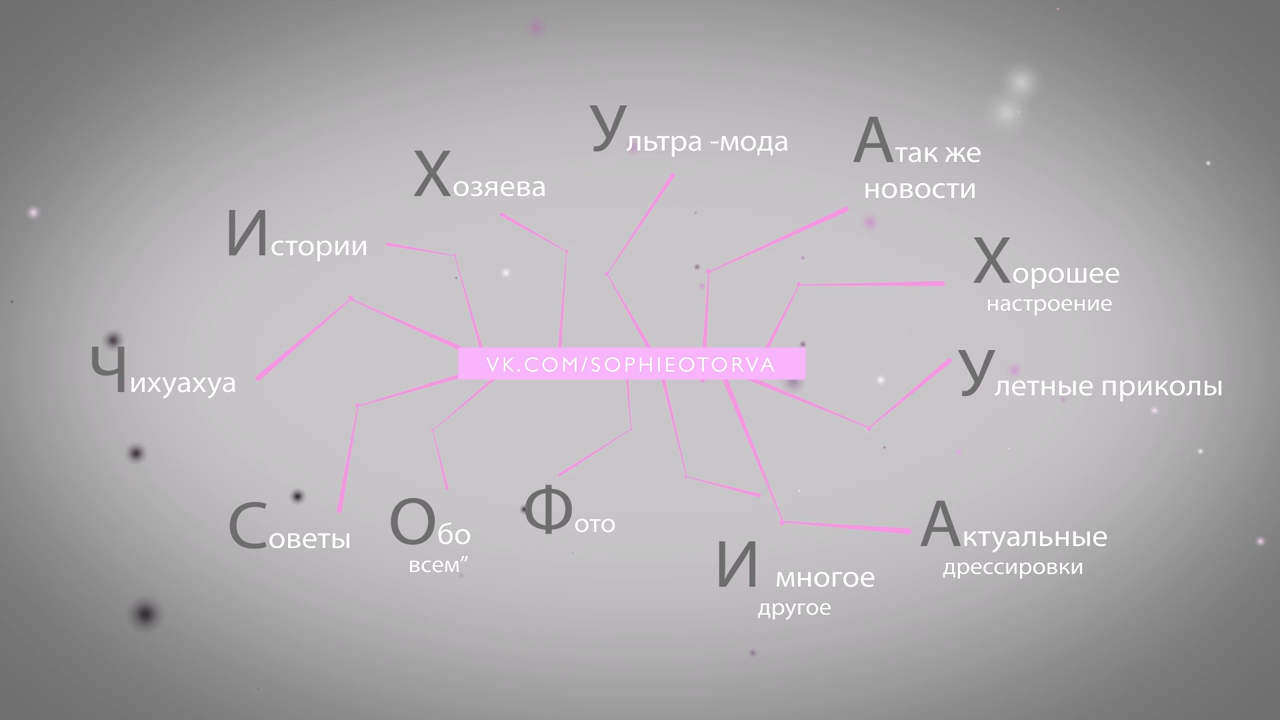 Ультра -мода
А так же
новости
Хозяева
Истории
Хорошее
настроение
Чихуахуа
VK.COM/SOPHIEOTORVA
Улетные приколы
Советы
Обо
всем”
Фото
И многое
другое
Актуальные
дрессировки